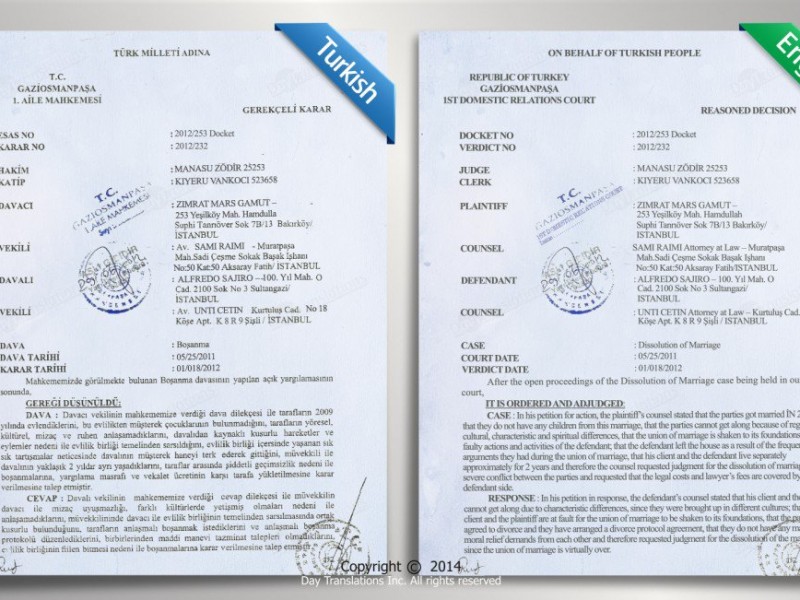 TÜRK MİLLETİ ADINA
T.C.
GAZİOSMANPAŞA
1. AİLE MAHKEMESİ
GEREKÇELİ KARAR
ESAS NO : 2012/253 Docket
KARAR NO : 2012/232
HAKİM : MANASU ZÖDİR 25253
KATİP : KIYERU VANKOCI 523658
DAVACI : ZIMRAT MARS GAMUT –
253 Yeşilköy Mah. Hamdulla
Suphi Tanrıöver Sok 7B/13 Bakırköy/
İSTANBUL
VEKİLİ : Av. SAMI RAIMI - Muratpaşa
Mah.Sadi Çeşme Sokak Başak İşhanı
No:50 Kat:50 Aksaray Fatih/ İSTANBUL
DAVALI : ALFREDO SAJIRO –100. Yıl Mah. O
Cad. 2100 Sok No 3 Sultangazi/
İSTANBUL
VEKİLİ : Av. UNTI CETIN Kurtuluş Cad. No 18
Köşe Apt. K 8 R 9 Şişli / İSTANBUL
DAVA : Boşanma
DAVA TARİHİ : 05/25/2011
KARAR TARİHİ : 01/018/2012
Mahkememizde görülmekte bulunan Boşanma davasının yapılan açık yargılamasının
sonunda,
GEREĞİ DÜŞÜNÜLDÜ:
DAVA : Davacı vekilinin mahkememize verdiği dava dilekçesi ile tarafların 2009
yılında evlendiklerini, bu evlilikten müşterek çocuklarının bulunmadığını, tarafların yöresel,
kültürel, mizaç ve ruhen anlaşamadıklarını, davalıdan kaynaklı kusurlu hareketler ve
eylemler nedeni ile evlilik birliği temelinden sarsıldığını, evlilik birliği içersinde yaşanan sık
sık tartışmalar neticesinde davalının müşterek haneyi terk ederek gittiğini, müvekkili ile
davalının yaklaşık 2 yıldır ayrı yaşadıklarını, taraflar arasında şiddetli geçimsizlik nedeni ile
boşanmalarına, yargılama masrafı ve vekalet ücretinin karşı tarafa yükletilmesine karar
verilmesine talep etmiştir.
CEVAP : Davalı vekilinin mahkememize verdiği cevap dilekçesi ile müvekkilin
davacı ile mizaç uyuşmazlığı, farklı kültürlerde yetişmiş olmaları nedeni ile
anlaşamadıklarını, müvekkilinimde davacı ile evlilik birliğinin temelinden sarsılmasında ortak
kusurlu bulunduğunu, tarafların anlaşmalı boşanmak istediklerini ve anlaşmalı boşanma
protokolü düzenlediklerini, birbirlerinden maddi manevi tazminat talepleri olmadıklarını,
evlilik birliğinin fiilen bitmesi nedeni ile boşanmalarına karar verilmesine talep etmiştir.
Turkish
ON BEHALF OF TURKISH PEOPLE
REPUBLIC OF TURKEY
GAZİOSMANPAŞA
1ST DOMESTIC RELATIONS COURT
REASONED DECISION
DOCKET NO : 2012/253 Docket
VERDICT NO : 2012/232
JUDGE : MANASU ZÖDİR 25253
CLERK : KIYERU VANKOCI 523658
PLAINTIFF : ZIMRAT MARS GAMUT –
253 Yeşilköy Mah. Hamdullah
Suphi Tanrıöver Sok 7B/13 Bakırköy/
İSTANBUL
COUNSEL SAMI RAIMI Attorney at Law – Muratpaşa
Mah.Sadi Çeşme Sokak Başak İşhanı
No:50 Kat:50 Aksaray Fatih/İSTANBUL
DEFENDANT : ALFREDO SAJIRO – 100. Yıl Mah. O
Cad. 2100 Sok No 3 Sultangazi/
İSTANBUL
COUNSEL : UNTI CETIN Attorney at Law – Kurtuluş Cad.
Köşe Apt. K 8 R 9 Şişli / İSTANBUL
CASE : Dissolution of Marriage
COURT DATE : 05/25/2011
VERDICT DATE : 01/018/2012
After the open proceedings of the Dissolution of Marriage case being held in ou
court,
IT IS ORDERED AND ADJUDGED:
CASE : In his petition for action, the plaintiff's counsel stated that the parties got married İN 2
that they do not have any children from this marriage, that the parties cannot get along because of reg
cultural, characteristic and spiritual differences, that the union of marriage is shaken to its foundations
faulty actions and activities of the defendant; that the defendant left the house as a result of the frequen
arguments they had during the union of marriage, that his client and the defendant live separately
approximately for 2 years and therefore the counsel requested judgment for the dissolution of marriag
severe conflict between the parties and requested that the legal costs and lawyer's fees are covered by
defendant side.
RESPONSE : In his petition in response, the defendant's counsel stated that his client and the
cannot get along due to characteristic differences, since they were brought up in different cultures; tha
client and the plaintiff are at fault for the union of marriage to be shaken to its foundations, that the pa
agreed to divorce and they have arranged a divorce protocol agreement, that they do not have any ma
moral relief demands from each other and therefore requested judgment for the dissolution of the ma
since the union of marriage is virtually over.
Eng
T.C.
GAZİOSMANPAŞA
1.AİLE MAHKEMESİ
T.C.
GAZİOSMANPAŞA
1ST DOMESTIC RELATIONS COURT
Copyright © 2014
Day Translations Inc. All rights reserved